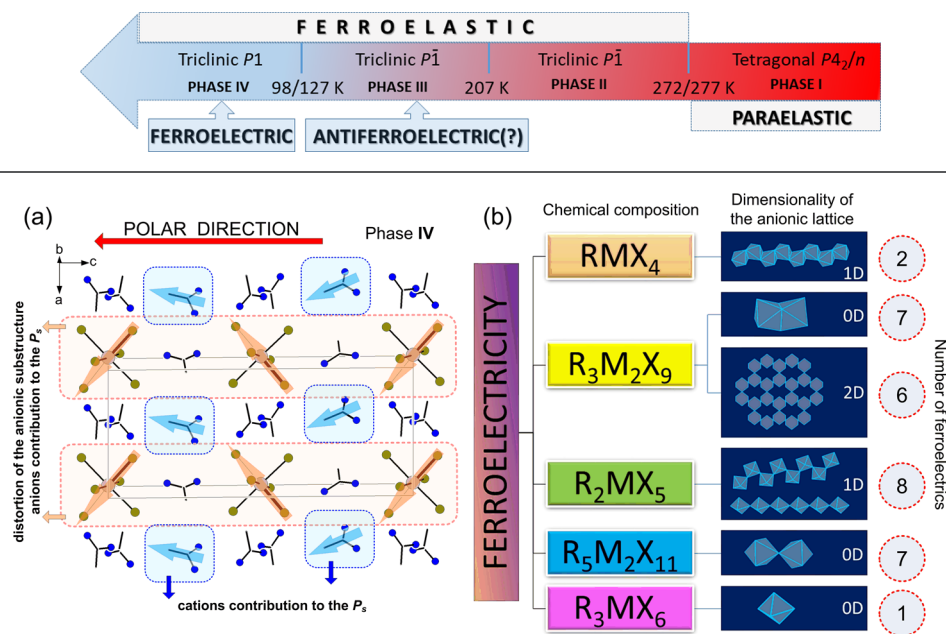 FERROELASTIC
Triclinic P1
Triclinic P1̄
Triclinic P1̄
Tetragonal P4₂/n
PHASE IV
98/127 K
PHASE III
207 K
PHASE II
272/277 K
PHASE I
FERROELECTRIC
ANTIFERROELECTRIC(?)
PARAELASTIC
(a)
POLAR DIRECTION
Phase IV
b
c
a
distortion of the anionic substructure
anions contribution to the Pₛ
cations contribution to the Pₛ
(b)
Chemical composition
Dimensionality of
the anionic lattice
FERROELECTRICITY
RMX₄
1D
2
R₃M₂X₉
0D
7
2D
6
R₂MX₅
1D
8
R₅M₂X₁₁
0D
7
R₃MX₆
0D
1
Number of ferroelectrics